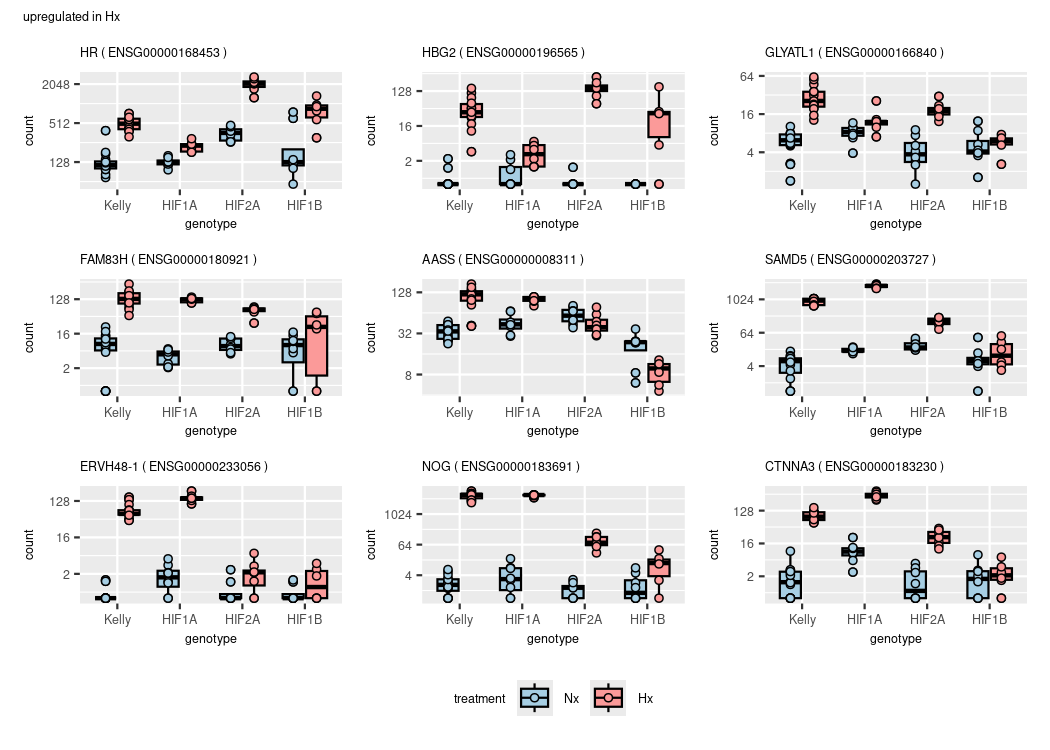 upregulated in Hx
HR ( ENSG00000168453 )
HBG2 ( ENSG00000196565 )
GLYATL1 ( ENSG00000166840 )
count
2048
512
128
count
128
16
2
count
64
16
4
Kelly HIF1A HIF2A HIF1B
Kelly HIF1A HIF2A HIF1B
Kelly HIF1A HIF2A HIF1B
genotype
genotype
genotype
FAM83H ( ENSG00000180921 )
AASS ( ENSG00000008311 )
SAMD5 ( ENSG00000203727 )
count
128
16
2
count
128
32
8
count
1024
64
4
Kelly HIF1A HIF2A HIF1B
Kelly HIF1A HIF2A HIF1B
Kelly HIF1A HIF2A HIF1B
genotype
genotype
genotype
ERVH48-1 ( ENSG00000233056 )
NOG ( ENSG00000183691 )
CTNNA3 ( ENSG00000183230 )
count
128
16
2
count
1024
64
4
count
128
16
2
Kelly HIF1A HIF2A HIF1B
Kelly HIF1A HIF2A HIF1B
Kelly HIF1A HIF2A HIF1B
genotype
genotype
genotype
treatment Nx Hx